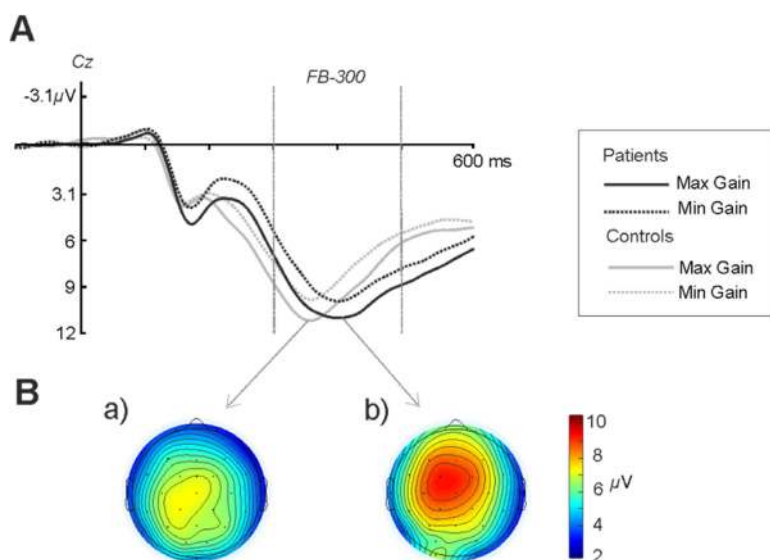 A
Cz
FB-300
-3.1µV
600 ms
3.1
6
9
12
Patients
Max Gain
Min Gain
Controls
Max Gain
Min Gain
B
a)
b)
10
8
6
4
2
µV